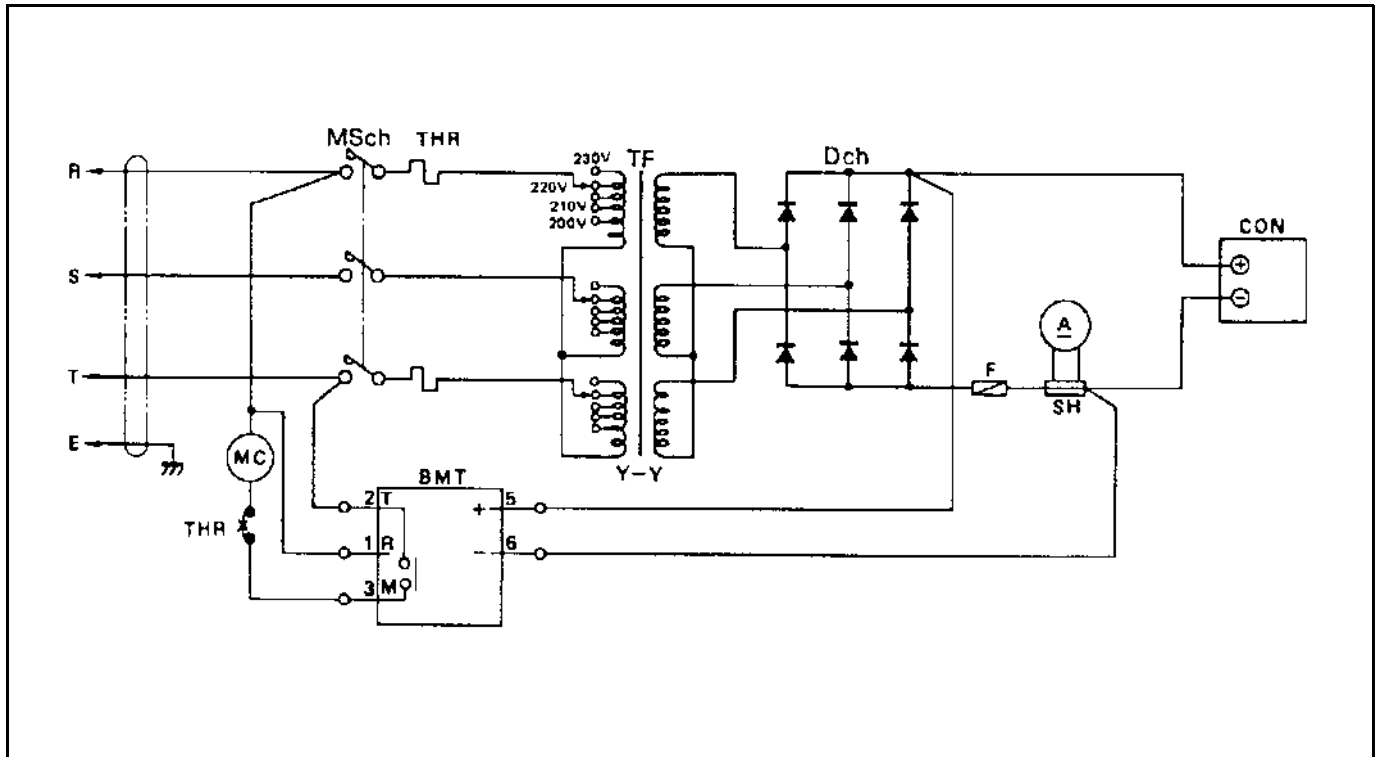 MSch THR
R
S
T
E
230V
220V
210V
200V
TF
Dch
CON
+
−
A
F
SH
Y-Y
MC
THR
BMT
2 T
1 R
3 M
+ 5
− 6